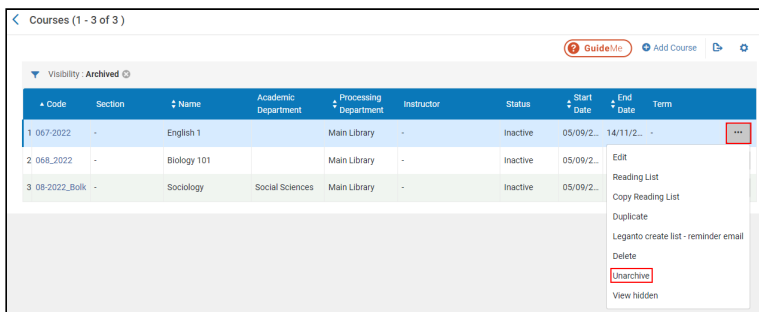 Courses (1 - 3 of 3 )
? GuideMe Add Course
Visibility : Archived
Code Section Name Academic Department Processing Department Instructor Status Start Date End Date Term
1 067-2022 - English 1 Main Library - Inactive 05/09/2... 14/11/2... - ...
2 068_2022 - Biology 101 Main Library - Inactive 05/09/2...
3 08-2022_Bolk - Sociology Social Sciences Main Library - Inactive 05/09/2...
Edit
Reading List
Copy Reading List
Duplicate
Leganto create list - reminder email
Delete
Unarchive
View hidden